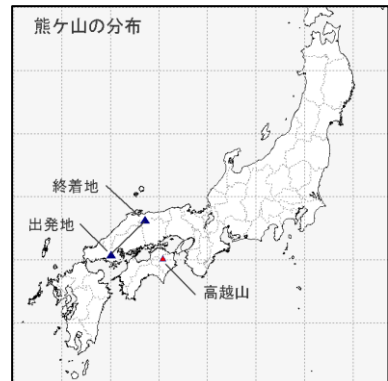 熊ケ山の分布
終着地
出発地
高越山